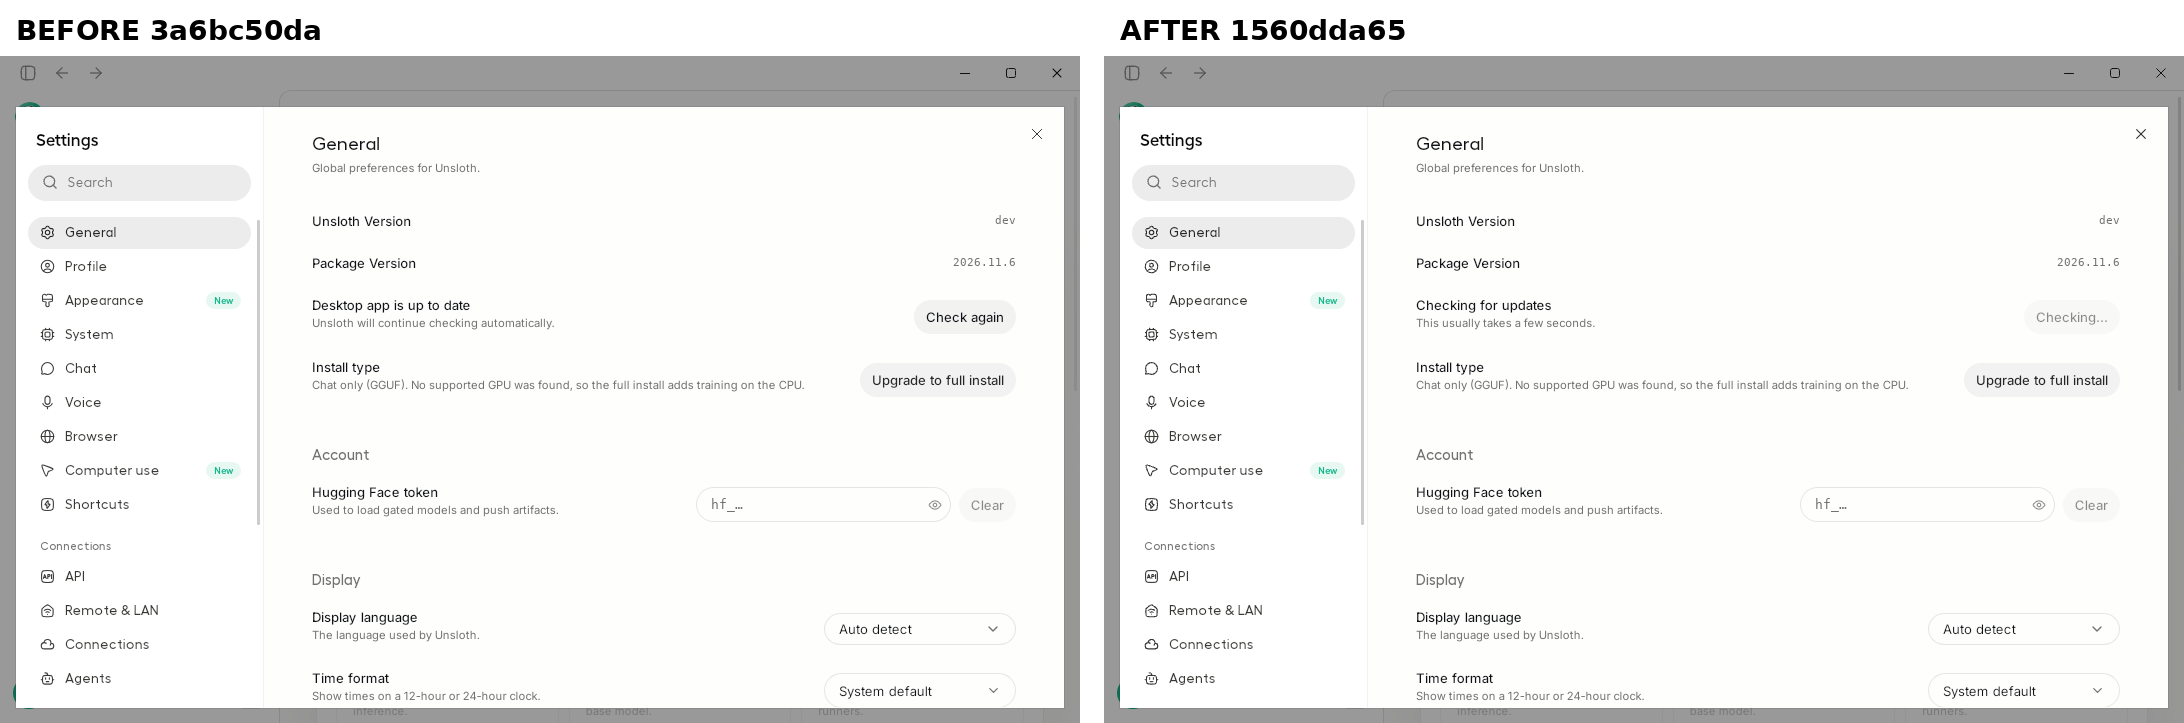 BEFORE 3a6bc50da
Settings
Search
General
Profile
Appearance New
System
Chat
Voice
Browser
Computer use New
Shortcuts
Connections
API
Remote & LAN
Connections
Agents
General
Global preferences for Unsloth.
Unsloth Version dev
Package Version 2026.11.6
Desktop app is up to date
Unsloth will continue checking automatically.
Check again
Install type
Chat only (GGUF). No supported GPU was found, so the full install adds training on the CPU.
Upgrade to full install
Account
Hugging Face token
Used to load gated models and push artifacts.
hf_…
Clear
Display
Display language
The language used by Unsloth.
Auto detect
Time format
Show times on a 12-hour or 24-hour clock.
System default
inference.
base model.
runners.
AFTER 1560dda65
Settings
Search
General
Profile
Appearance New
System
Chat
Voice
Browser
Computer use New
Shortcuts
Connections
API
Remote & LAN
Connections
Agents
General
Global preferences for Unsloth.
Unsloth Version dev
Package Version 2026.11.6
Checking for updates
This usually takes a few seconds.
Checking...
Install type
Chat only (GGUF). No supported GPU was found, so the full install adds training on the CPU.
Upgrade to full install
Account
Hugging Face token
Used to load gated models and push artifacts.
hf_…
Clear
Display
Display language
The language used by Unsloth.
Auto detect
Time format
Show times on a 12-hour or 24-hour clock.
System default
inference.
base model.
runners.